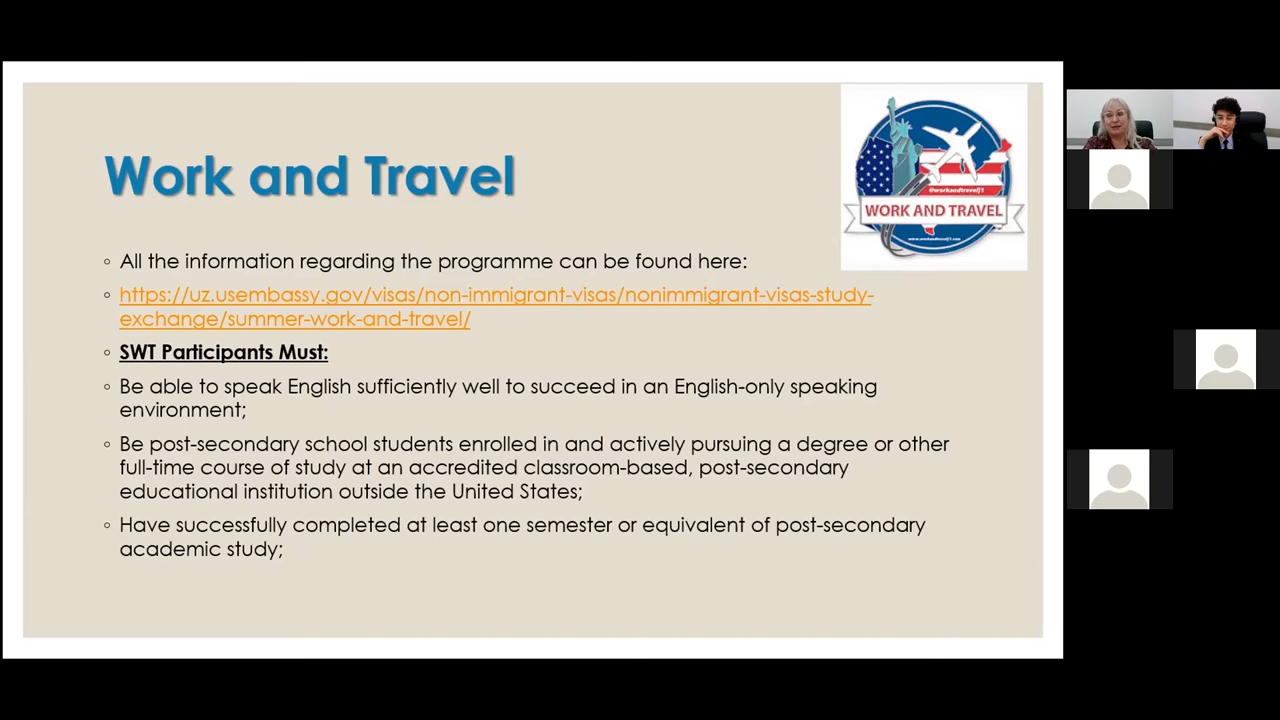 Work and Travel
@workandtravelj1
WORK AND TRAVEL
www.workandtravelj1.com
All the information regarding the programme can be found here:
https://uz.usembassy.gov/visas/non-immigrant-visas/nonimmigrant-visas-study-
exchange/summer-work-and-travel/
SWT Participants Must:
Be able to speak English sufficiently well to succeed in an English-only speaking
environment;
Be post-secondary school students enrolled in and actively pursuing a degree or other
full-time course of study at an accredited classroom-based, post-secondary
educational institution outside the United States;
Have successfully completed at least one semester or equivalent of post-secondary
academic study;